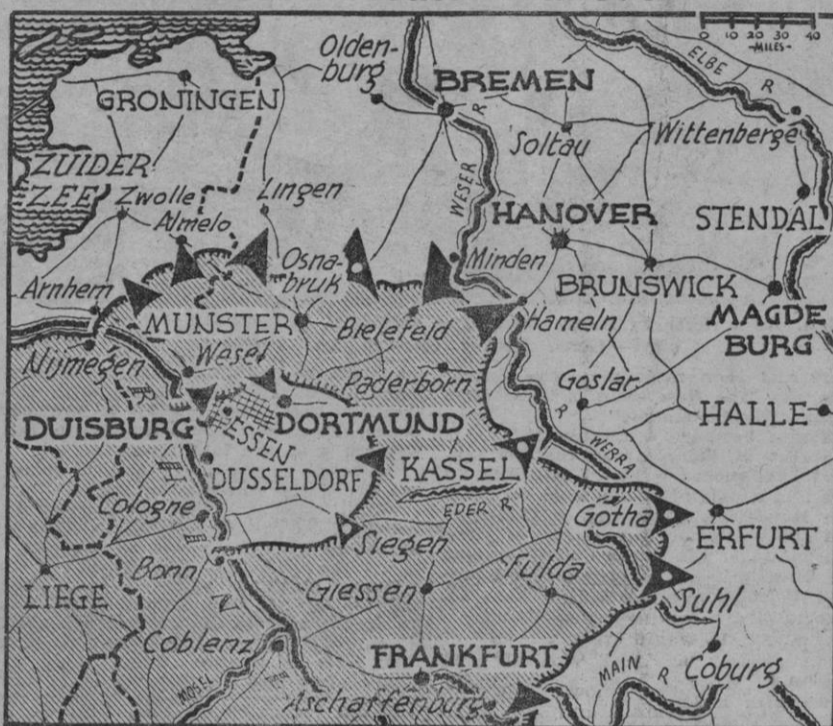 0 10 20 30 40
-MILES-
Olden-
burg
BREMEN
R
ELBE
R
GRONINGEN
Soltau
Wittenberge
ZUIDER
ZEE
Zwolle
Almelo
Lingen
WESER
HANOVER
STENDAL
Osna-
bruk
Minden
Arnhem
BRUNSWICK
MUNSTER
Bielefeld
Hameln
MAGDE
BURG
Nijmegen
Wesel
Paderborn
Goslar
R
DUISBURG
ESSEN
DORTMUND
HALLE
R
WERRA
H
DUSSELDORF
KASSEL
Cologne
EDER R
Gotha
I
Siegen
ERFURT
Bonn
LIEGE
Giessen
Fulda
N
Suhl
Coblenz
E
FRANKFURT
MAIN
R
Coburg
MOSEL
Aschaffenburg